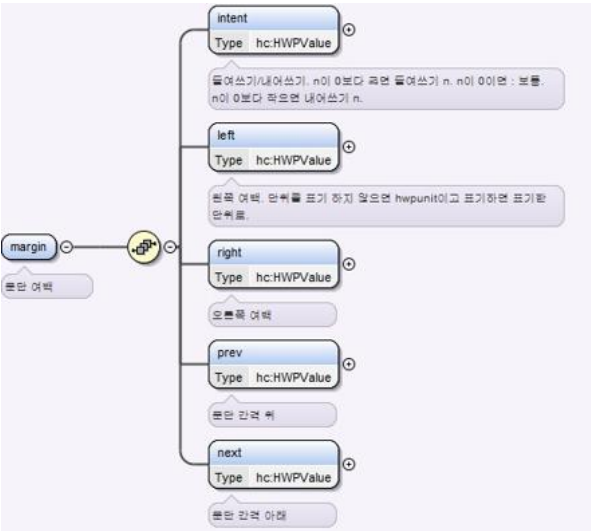 intent
Type hc:HWPValue
들여쓰기/내어쓰기. n이 0보다 크면 들여쓰기 n. n이 0이면 : 보통.
n이 0보다 작으면 내어쓰기 n.
left
Type hc:HWPValue
왼쪽 여백. 단위를 표기 하지 않으면 hwpunit이고 표기하면 표기한
단위로.
margin
문단 여백
right
Type hc:HWPValue
오른쪽 여백
prev
Type hc:HWPValue
문단 간격 위
next
Type hc:HWPValue
문단 간격 아래